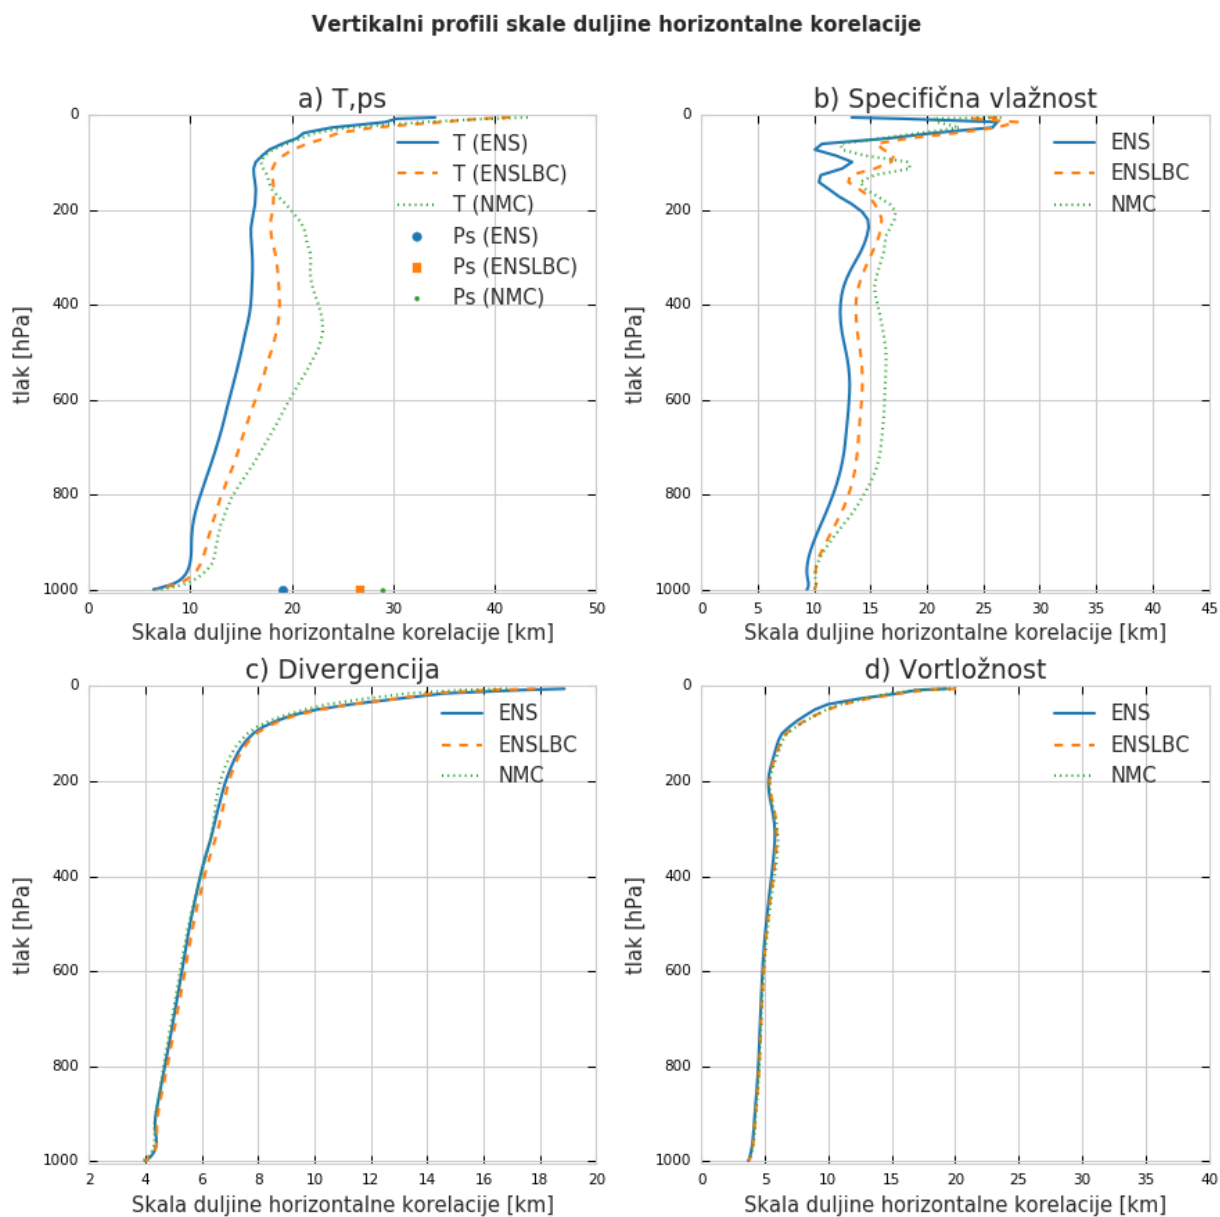 Vertikalni profili skale duljine horizontalne korelacije
a) T,ps
0
200
400
600
800
1000
tlak [hPa]
T (ENS)
T (ENSLBC)
T (NMC)
Ps (ENS)
Ps (ENSLBC)
Ps (NMC)
0 10 20 30 40 50
Skala duljine horizontalne korelacije [km]
b) Specifična vlažnost
0
200
400
600
800
1000
tlak [hPa]
ENS
ENSLBC
NMC
0 5 10 15 20 25 30 35 40 45
Skala duljine horizontalne korelacije [km]
c) Divergencija
0
200
400
600
800
1000
tlak [hPa]
ENS
ENSLBC
NMC
2 4 6 8 10 12 14 16 18 20
Skala duljine horizontalne korelacije [km]
d) Vortložnost
0
200
400
600
800
1000
tlak [hPa]
ENS
ENSLBC
NMC
0 5 10 15 20 25 30 35 40
Skala duljine horizontalne korelacije [km]